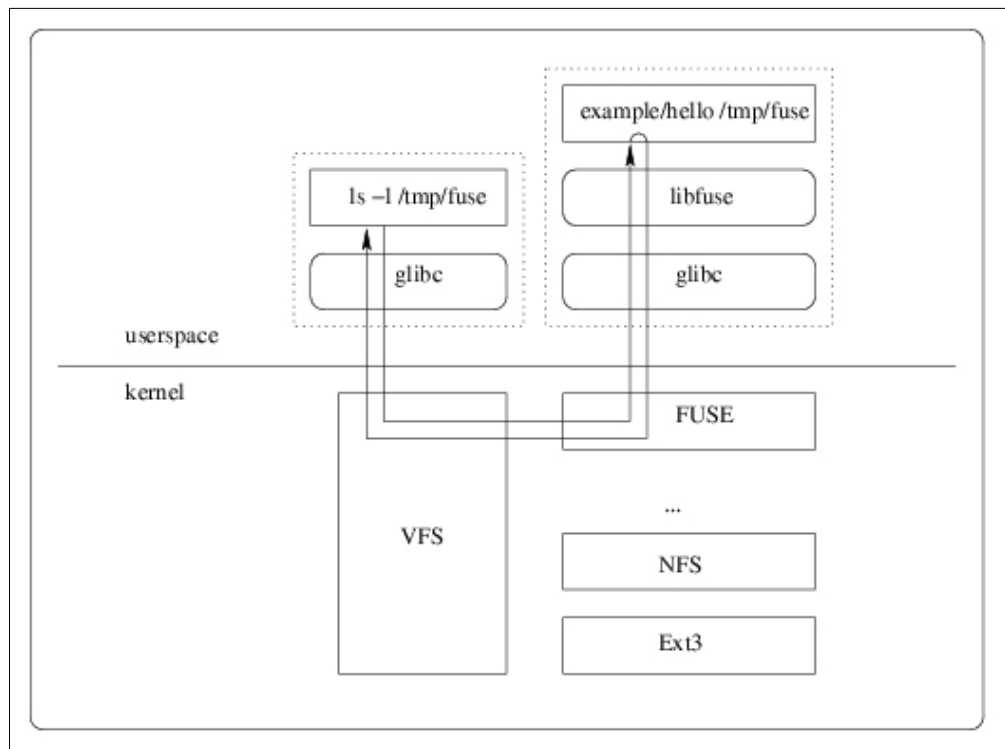 example/hello /tmp/fuse
ls −l /tmp/fuse
libfuse
glibc
glibc
userspace
kernel
FUSE
...
VFS
NFS
Ext3